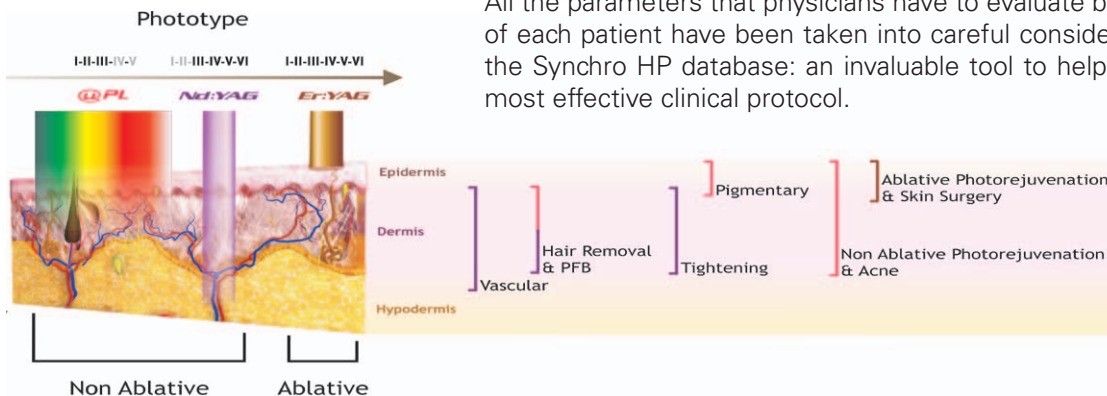 All the parameters that physicians have to evaluate
of each patient have been taken into careful
the Synchro HP database: an invaluable tool to help
most effective clinical protocol.
Phototype
I-II-III-IV-V
I-II-III-IV-V-VI
I-II-III-IV-V-VI
@PL
Nd:YAG
Er:YAG
Epidermis
Dermis
Hypodermis
Vascular
Hair Removal
& PFB
Tightening
Pigmentary
Non Ablative Photorejuvenation
& Acne
Ablative Photorejuvenation
& Skin Surgery
Non Ablative
Ablative